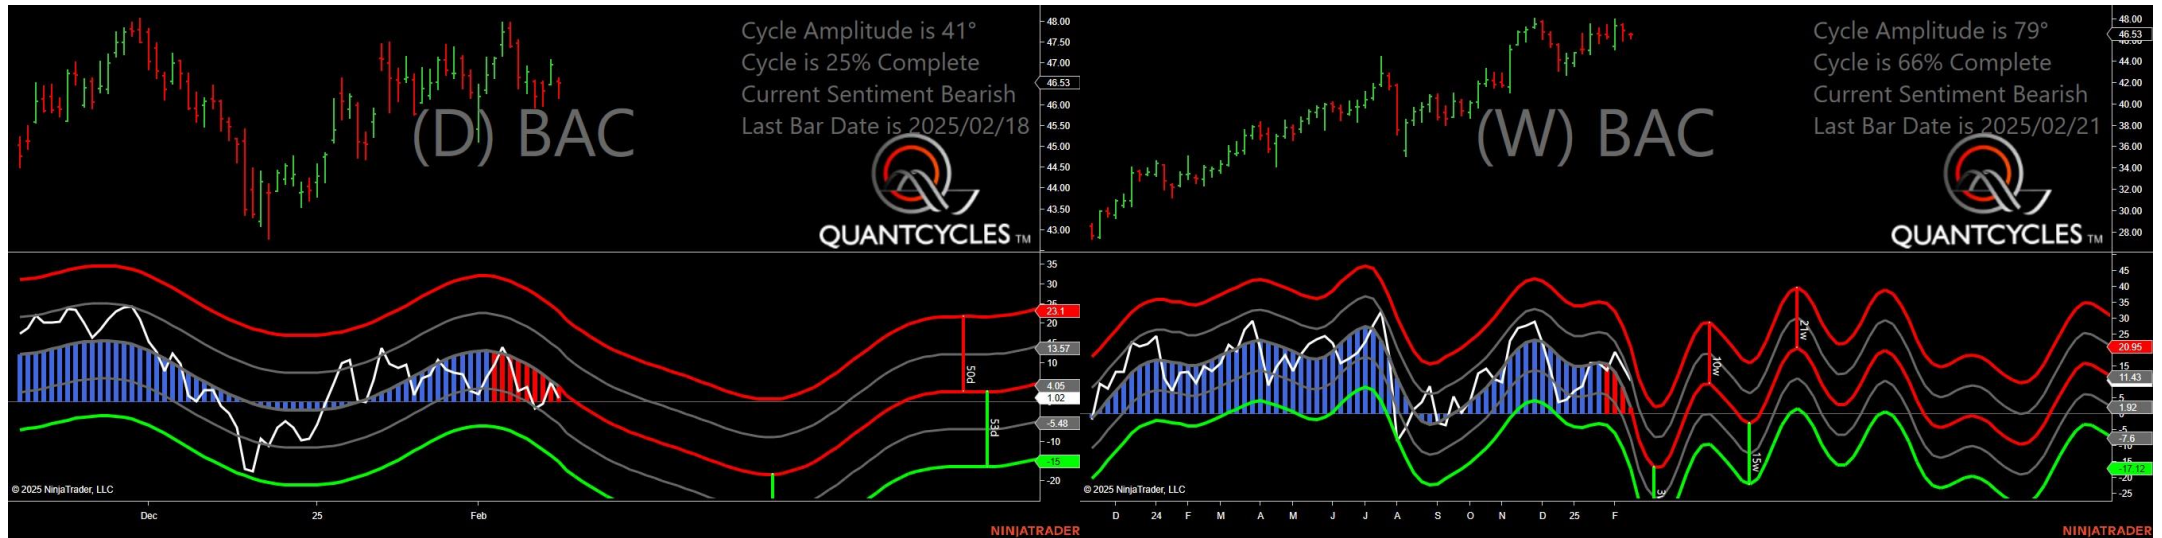 Cycle Amplitude is 41°
Cycle is 25% Complete
Current Sentiment Bearish
Last Bar Date is 2025/02/18
(D) BAC
QUANTCYCLES TM
48.00
47.50
47.00
46.53
46.00
45.50
45.00
44.50
44.00
43.50
43.00
35
30
25
23.1
20
15
13.57
10
4.05
1.02
-5.48
-10
-15
-20
50d
53d
© 2025 NinjaTrader, LLC
Dec
25
Feb
NINJATRADER
Cycle Amplitude is 79°
Cycle is 66% Complete
Current Sentiment Bearish
Last Bar Date is 2025/02/21
(W) BAC
QUANTCYCLES TM
48.00
46.53
44.00
42.00
40.00
38.00
36.00
34.00
32.00
30.00
28.00
45
40
35
30
25
20.95
15
11.43
5
1.92
-5
-7.6
-17.12
-20
-25
10w
21w
15w
© 2025 NinjaTrader, LLC
D
24
F
M
A
M
J
J
A
S
O
N
D
25
F
NINJATRADER